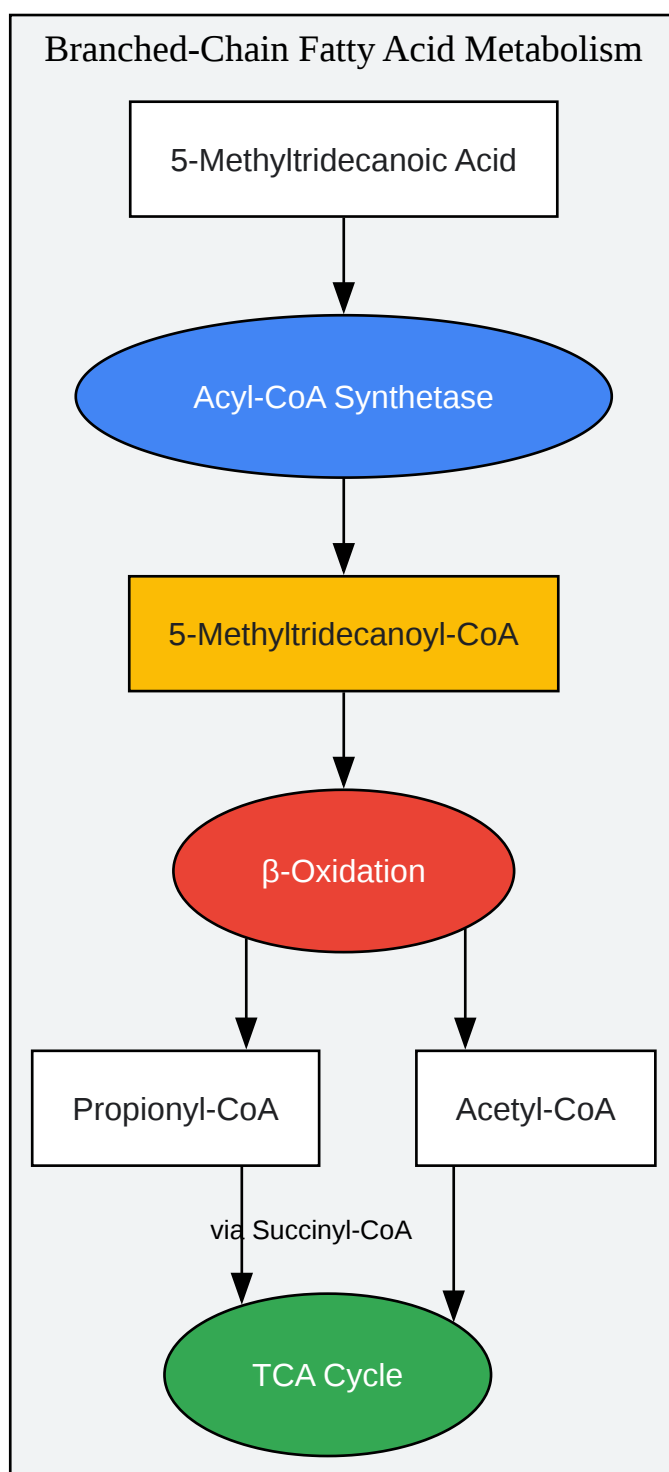 Branched-Chain Fatty Acid Metabolism
5-Methyltridecanoic Acid
Acyl-CoA Synthetase
5-Methyltridecanoyl-CoA
β-Oxidation
Propionyl-CoA
Acetyl-CoA
via Succinyl-CoA
TCA Cycle